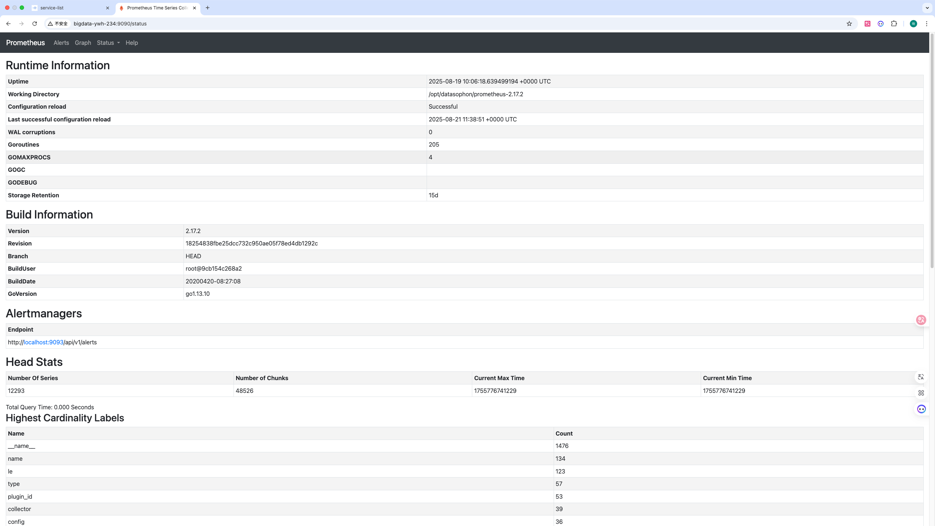 service-list
Prometheus Time Series Col
不安全 bigdata-ywh-234:9090/status
Prometheus Alerts Graph Status Help
Runtime Information
Uptime 2025-08-19 10:06:18.639499194 +0000 UTC
Working Directory /opt/datasophon/prometheus-2.17.2
Configuration reload Successful
Last successful configuration reload 2025-08-21 11:38:51 +0000 UTC
WAL corruptions 0
Goroutines 205
GOMAXPROCS 4
GOGC
GODEBUG
Storage Retention 15d
Build Information
Version 2.17.2
Revision 18254838fbe25dcc732c950ae05f78ed4db1292c
Branch HEAD
BuildUser root@9cb154c268a2
BuildDate 20200420-08:27:08
GoVersion go1.13.10
Alertmanagers
Endpoint
http://localhost:9093/api/v1/alerts
Head Stats
Number Of Series Number of Chunks Current Max Time Current Min Time
12293 48526 1755776741229 1755776741229
Total Query Time: 0.000 Seconds
Highest Cardinality Labels
Name Count
__name__ 1476
name 134
le 123
type 57
plugin_id 53
collector 39
config 36